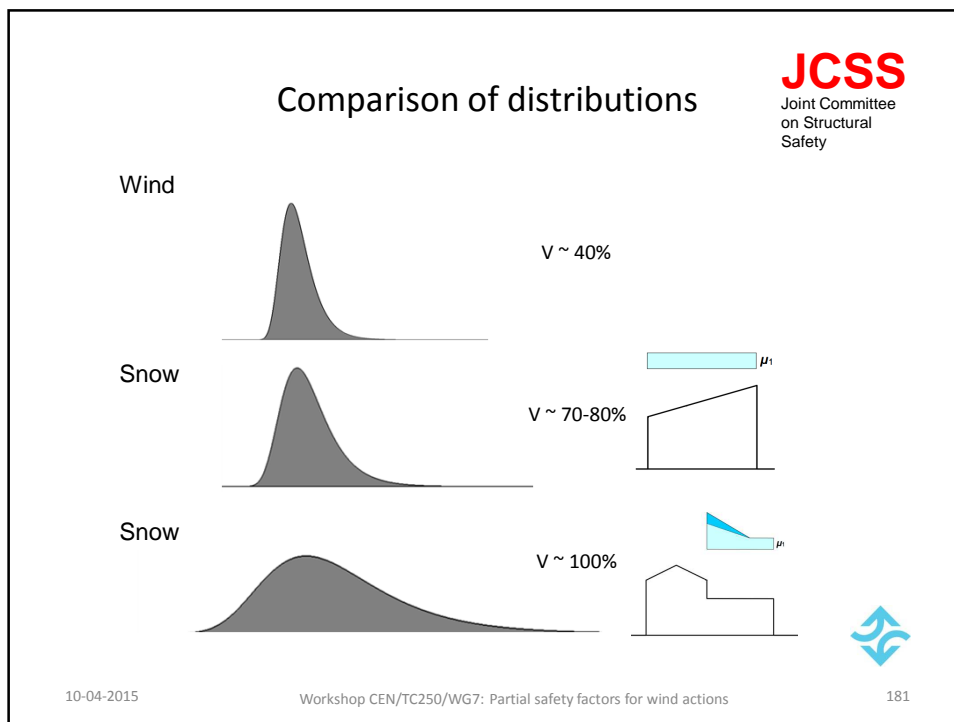 Comparison of distributions
JCSS
Joint Committee
on Structural
Safety
Wind
V ~ 40%
Snow
V ~ 70-80%
μ₁
Snow
V ~ 100%
μ₁
10-04-2015
Workshop CEN/TC250/WG7: Partial safety factors for wind actions
181